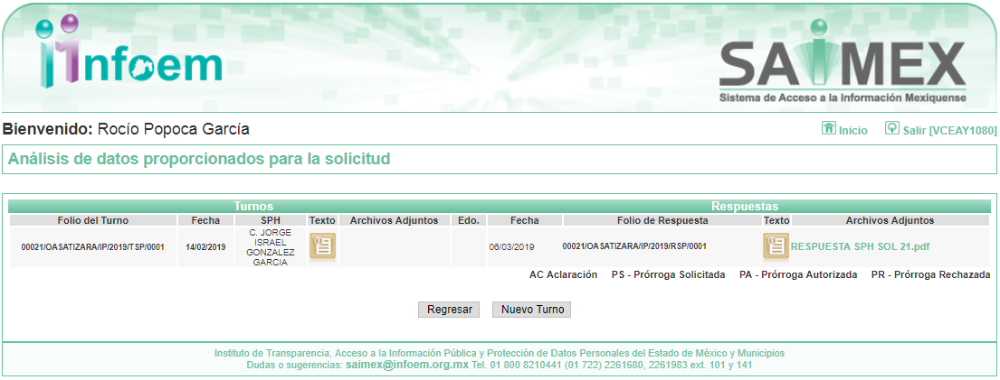 infoem
SAIMEX
Sistema de Acceso a la Información Mexiquense
Bienvenido: Rocío Popoca García
Inicio Salir [VCEAY1080]
Análisis de datos proporcionados para la solicitud
Turnos Respuestas
Folio del Turno Fecha SPH Texto Archivos Adjuntos Edo. Fecha Folio de Respuesta Texto Archivos Adjuntos
00021/OASATIZARA/IP/2019/TSP/0001 14/02/2019 C. JORGE
ISRAEL
GONZALEZ
GARCIA
06/03/2019 00021/OASATIZARA/IP/2019/RSP/0001 RESPUESTA SPH SOL 21.pdf
AC Aclaración PS - Prórroga Solicitada PA - Prórroga Autorizada PR - Prórroga Rechazada
Regresar Nuevo Turno
Instituto de Transparencia, Acceso a la Información Pública y Protección de Datos Personales del Estado de México y Municipios
Dudas o sugerencias: saimex@infoem.org.mx Tel. 01 800 8210441 (01 722) 2261680, 2261983 ext. 101 y 141